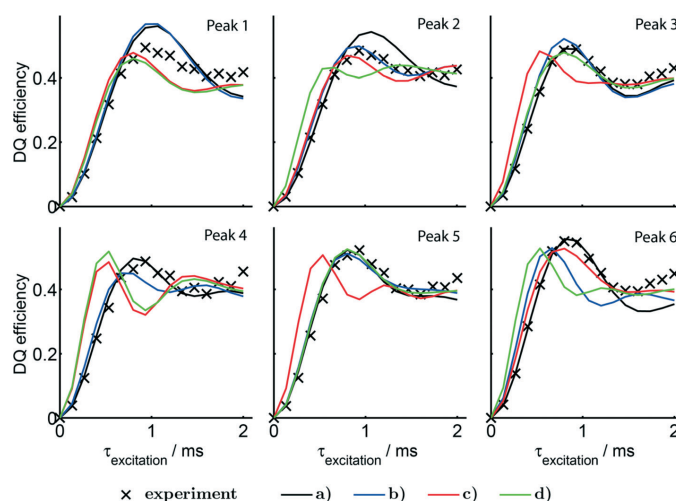 Peak 1
Peak 2
Peak 3
DQ efficiency
0.4
0.2
0
Peak 4
Peak 5
Peak 6
DQ efficiency
0.4
0.2
0
0 1 2
0 1 2
0 1 2
τexcitation / ms
τexcitation / ms
τexcitation / ms
× experiment a) b) c) d)